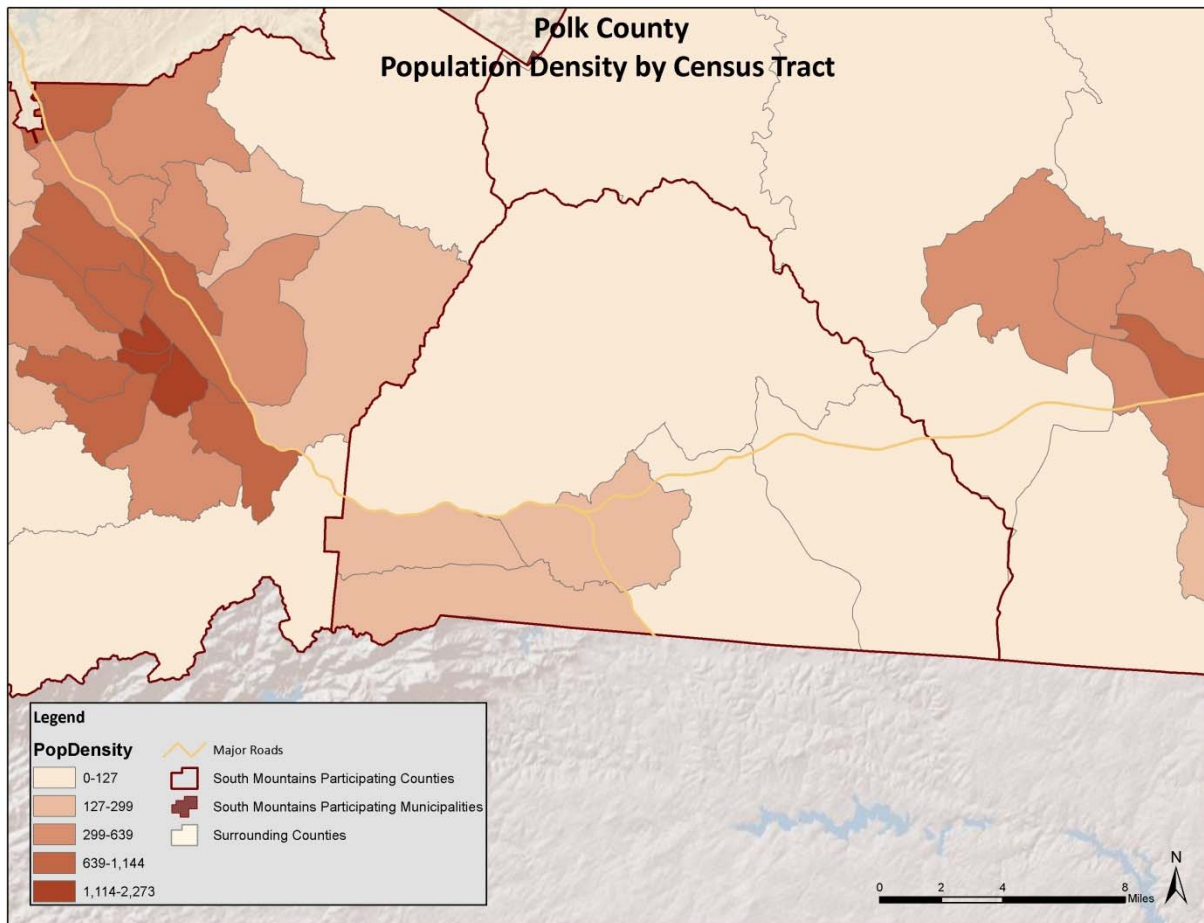 Polk County
Population Density by Census Tract
Legend
PopDensity
0-127
127-299
299-639
639-1,144
1,114-2,273
Major Roads
South Mountains Participating Counties
South Mountains Participating Municipalities
Surrounding Counties
N
0 2 4 8
Miles